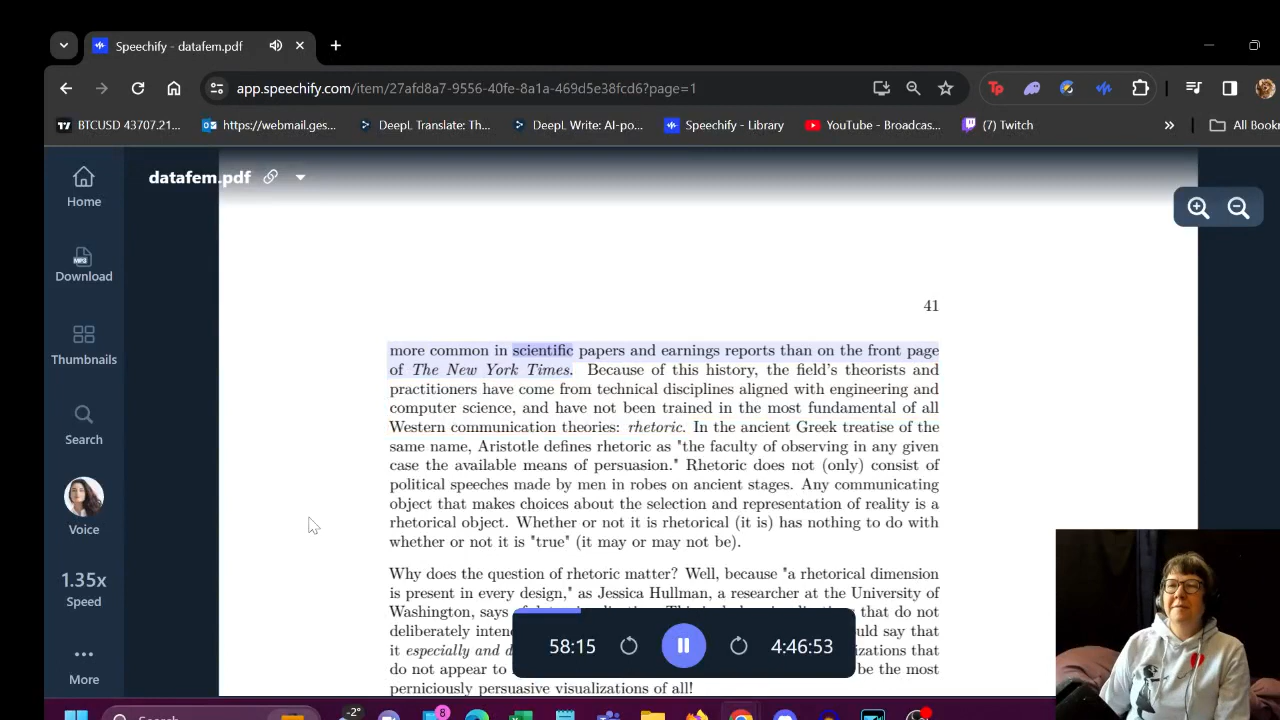 Speechify - datafem.pdf
app.speechify.com/item/27afd8a7-9556-40fe-8a1a-469d5e38fcd6?page=1
Tp
BTCUSD 43707.21...
https://webmail.ges...
DeepL Translate: Th...
DeepL Write: AI-po...
Speechify - Library
YouTube - Broadcas...
(7) Twitch
»
All Bookr
datafem.pdf
Home
MP3
Download
Thumbnails
Search
Voice
1.35x
Speed
More
41
more common in scientific papers and earnings reports than on the front page
of The New York Times. Because of this history, the field's theorists and
practitioners have come from technical disciplines aligned with engineering and
computer science, and have not been trained in the most fundamental of all
Western communication theories: rhetoric. In the ancient Greek treatise of the
same name, Aristotle defines rhetoric as "the faculty of observing in any given
case the available means of persuasion." Rhetoric does not (only) consist of
political speeches made by men in robes on ancient stages. Any communicating
object that makes choices about the selection and representation of reality is a
rhetorical object. Whether or not it is rhetorical (it is) has nothing to do with
whether or not it is "true" (it may or may not be).
Why does the question of rhetoric matter? Well, because "a rhetorical dimension
is present in every design," as Jessica Hullman, a researcher at the University of
Washington, says that do not
deliberately inten uld say that
it especially and d izations that
do not appear to be the most
perniciously persuasive visualizations of all!
58:15
4:46:53
Search
-2°
8